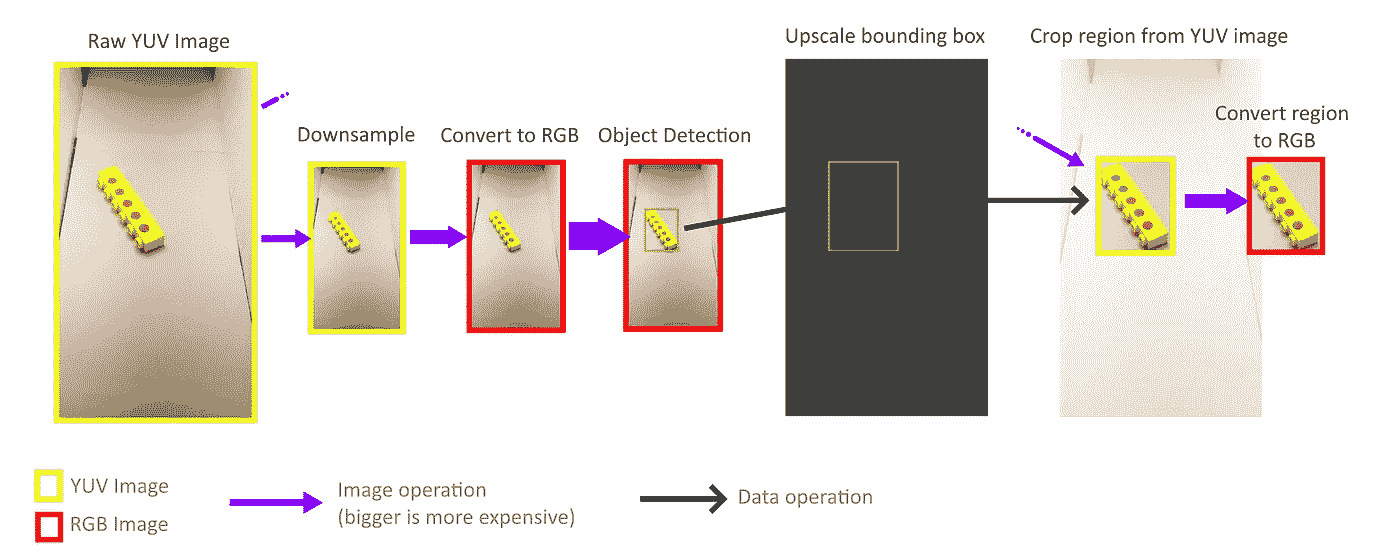 Raw YUV Image
Downsample
Convert to RGB
Object Detection
Upscale bounding box
Crop region from YUV image
Convert region
to RGB
YUV Image
RGB Image
Image operation
(bigger is more expensive)
Data operation